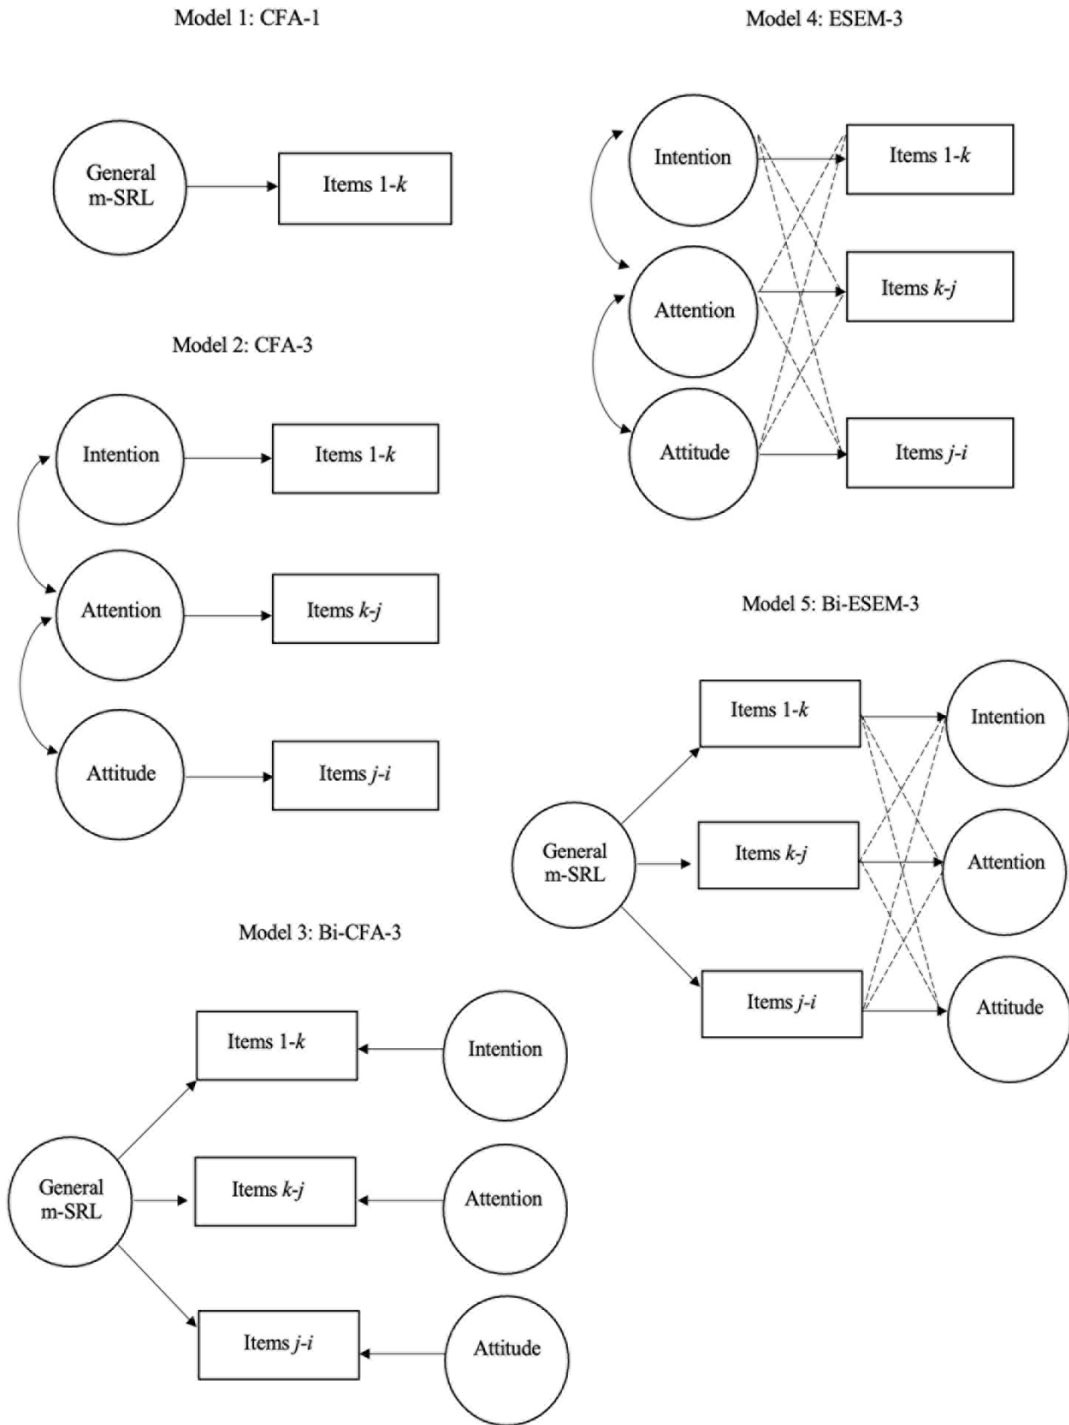 Model 1: CFA-1
General
m-SRL
Items 1-k
Model 2: CFA-3
Intention
Items 1-k
Attention
Items k-j
Attitude
Items j-i
Model 3: Bi-CFA-3
General
m-SRL
Items 1-k
Intention
Items k-j
Attention
Items j-i
Attitude
Model 4: ESEM-3
Intention
Items 1-k
Attention
Items k-j
Attitude
Items j-i
Model 5: Bi-ESEM-3
General
m-SRL
Items 1-k
Intention
Items k-j
Attention
Items j-i
Attitude